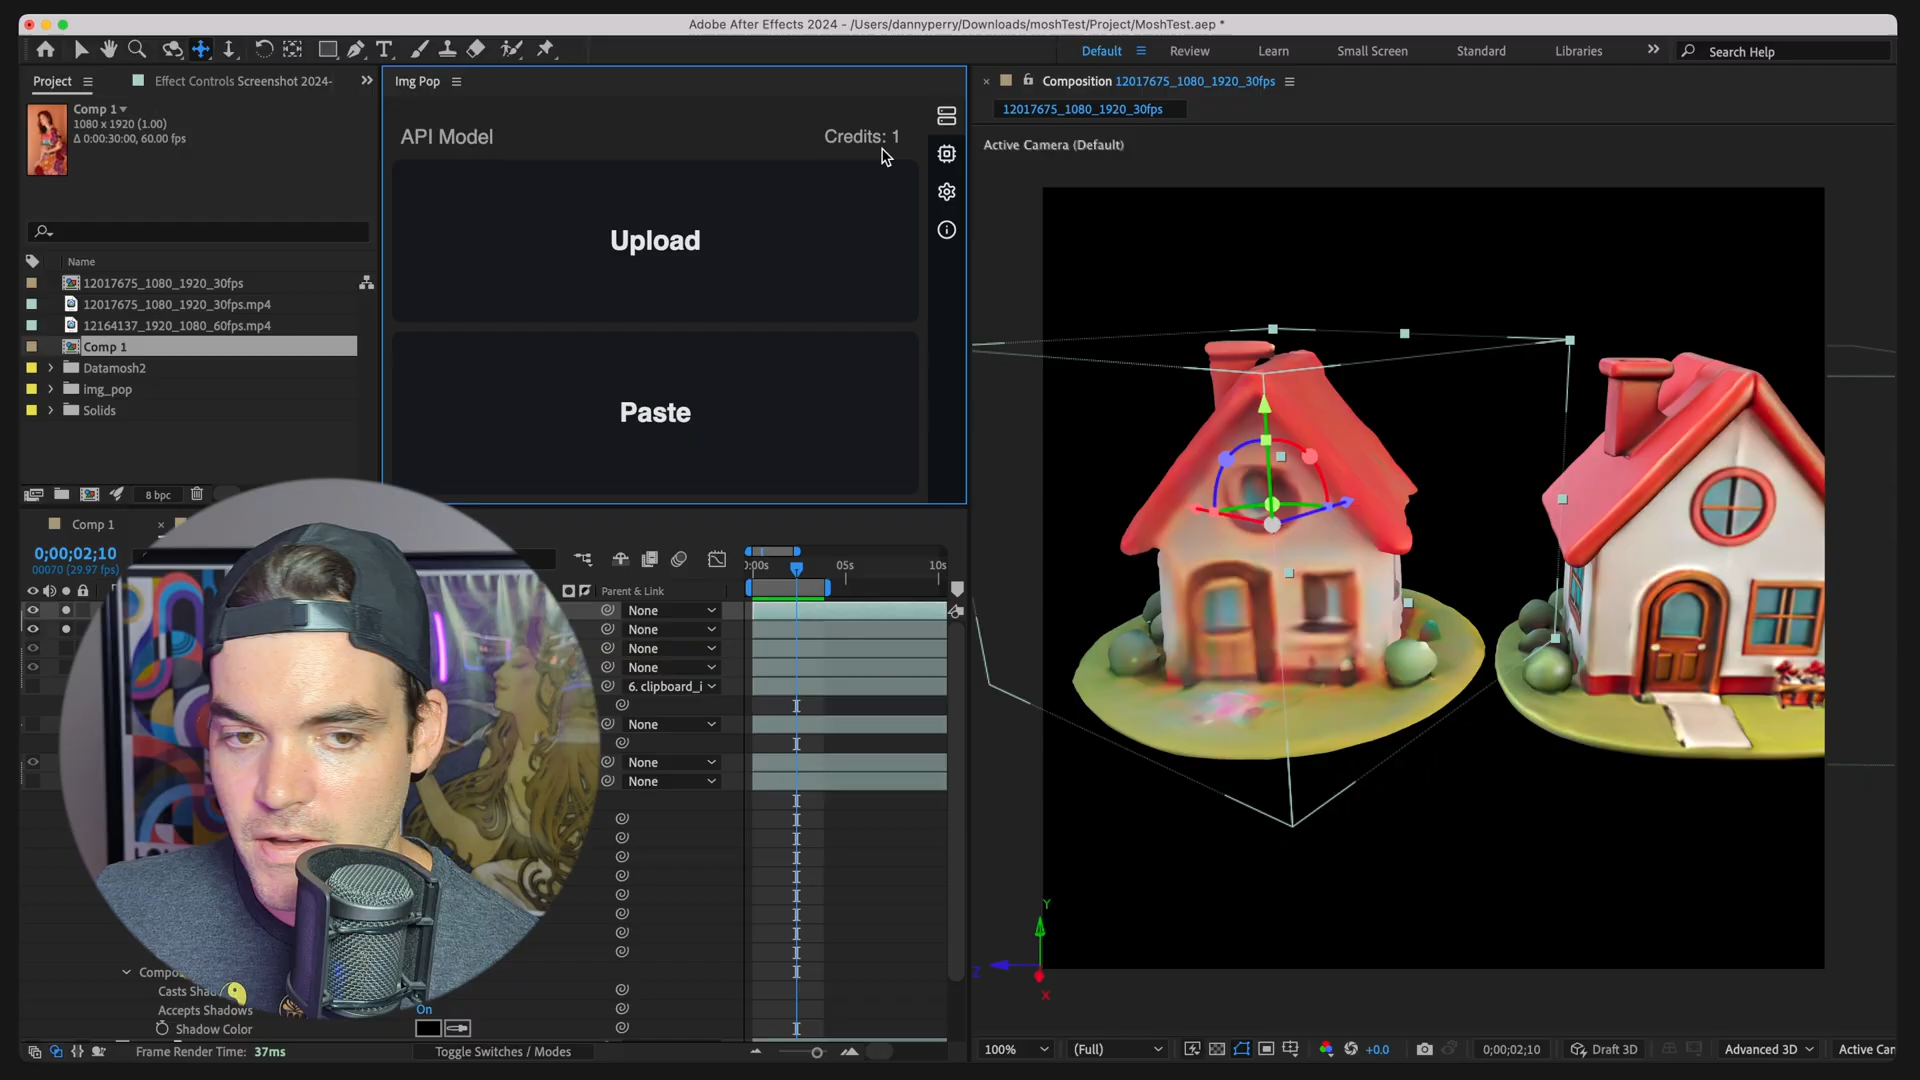 Adobe After Effects 2024 - /Users/dannyperry/Downloads/moshTest/Project/MoshTest.aep *
Default
Review
Learn
Small Screen
Standard
Libraries
Search Help
Project
Effect Controls Screenshot 2024-
Img Pop
Composition 12017675_1080_1920_30fps
12017675_1080_1920_30fps
Comp 1
1080 x 1920 (1.00)
Δ 0:00:30:00, 60.00 fps
API Model
Credits: 1
Active Camera (Default)
Upload
Paste
Name
12017675_1080_1920_30fps
12017675_1080_1920_30fps.mp4
12164137_1920_1080_60fps.mp4
Comp 1
Datamosh2
img_pop
Solids
8 bpc
Comp 1
0;00;02;10
00070 (29.97 fps)
05s
10s
Parent & Link
None
None
None
None
6. clipboard_i
None
None
None
Casts Sha
Accepts Shadows
On
Shadow Color
Frame Render Time: 37ms
Toggle Switches / Modes
Y
Z
X
100%
(Full)
+0.0
0;00;02;10
Draft 3D
Advanced 3D
Active Car